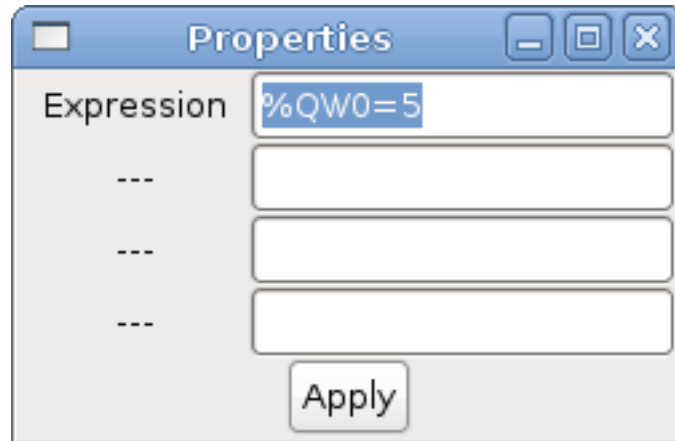 Properties
Expression %QW0=5
---
---
---
Apply